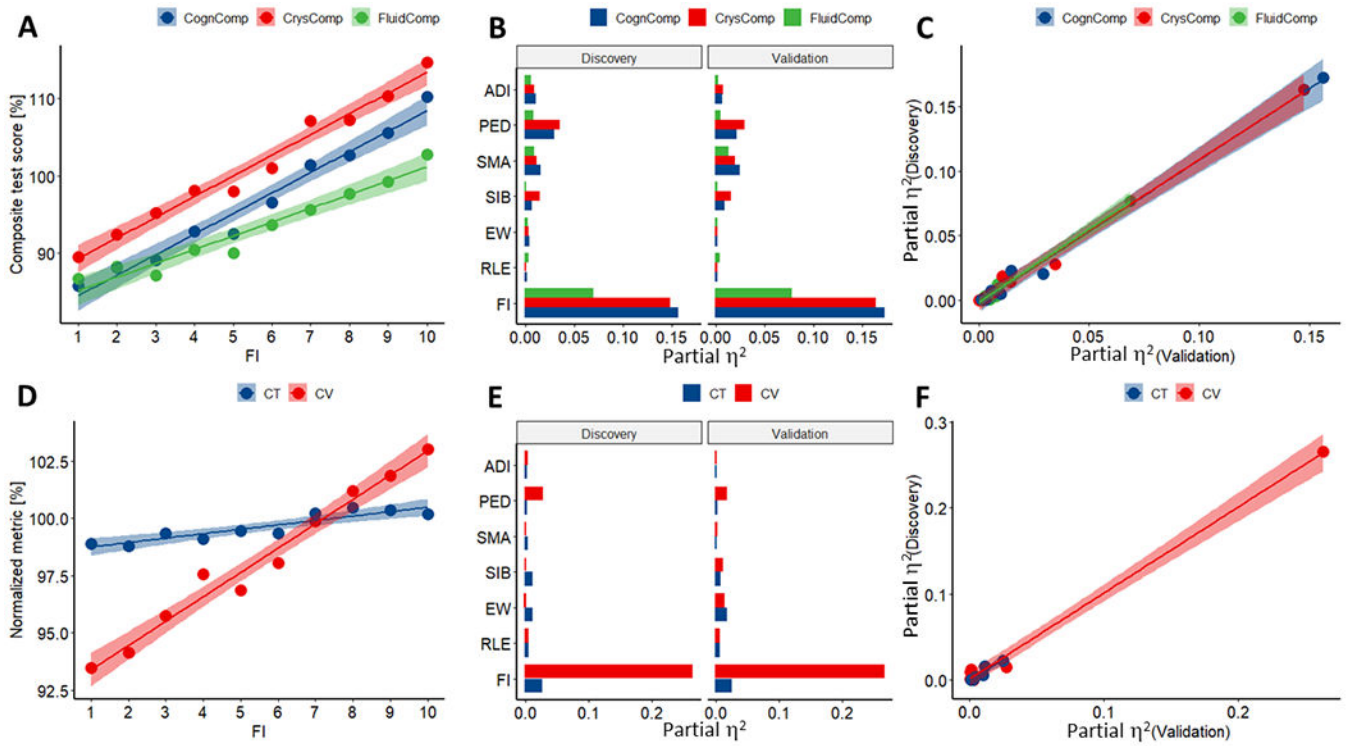 A
CognComp CrysComp FluidComp
Composite test score [%]
110
100
90
1 2 3 4 5 6 7 8 9 10
FI
B
CognComp CrysComp FluidComp
Discovery Validation
ADI
PED
SMA
SIB
EW
RLE
FI
0.00 0.05 0.10 0.15 0.00 0.05 0.10 0.15
Partial η²
C
CognComp CrysComp FluidComp
Partial η²(Discovery)
0.15
0.10
0.05
0.00
0.00 0.05 0.10 0.15
Partial η²(Validation)
D
CT CV
Normalized metric [%]
102.5
100.0
97.5
95.0
92.5
1 2 3 4 5 6 7 8 9 10
FI
E
CT CV
Discovery Validation
ADI
PED
SMA
SIB
EW
RLE
FI
0.0 0.1 0.2 0.0 0.1 0.2
Partial η²
F
CT CV
Partial η²(Discovery)
0.3
0.2
0.1
0.0
0.0 0.1 0.2
Partial η²(Validation)